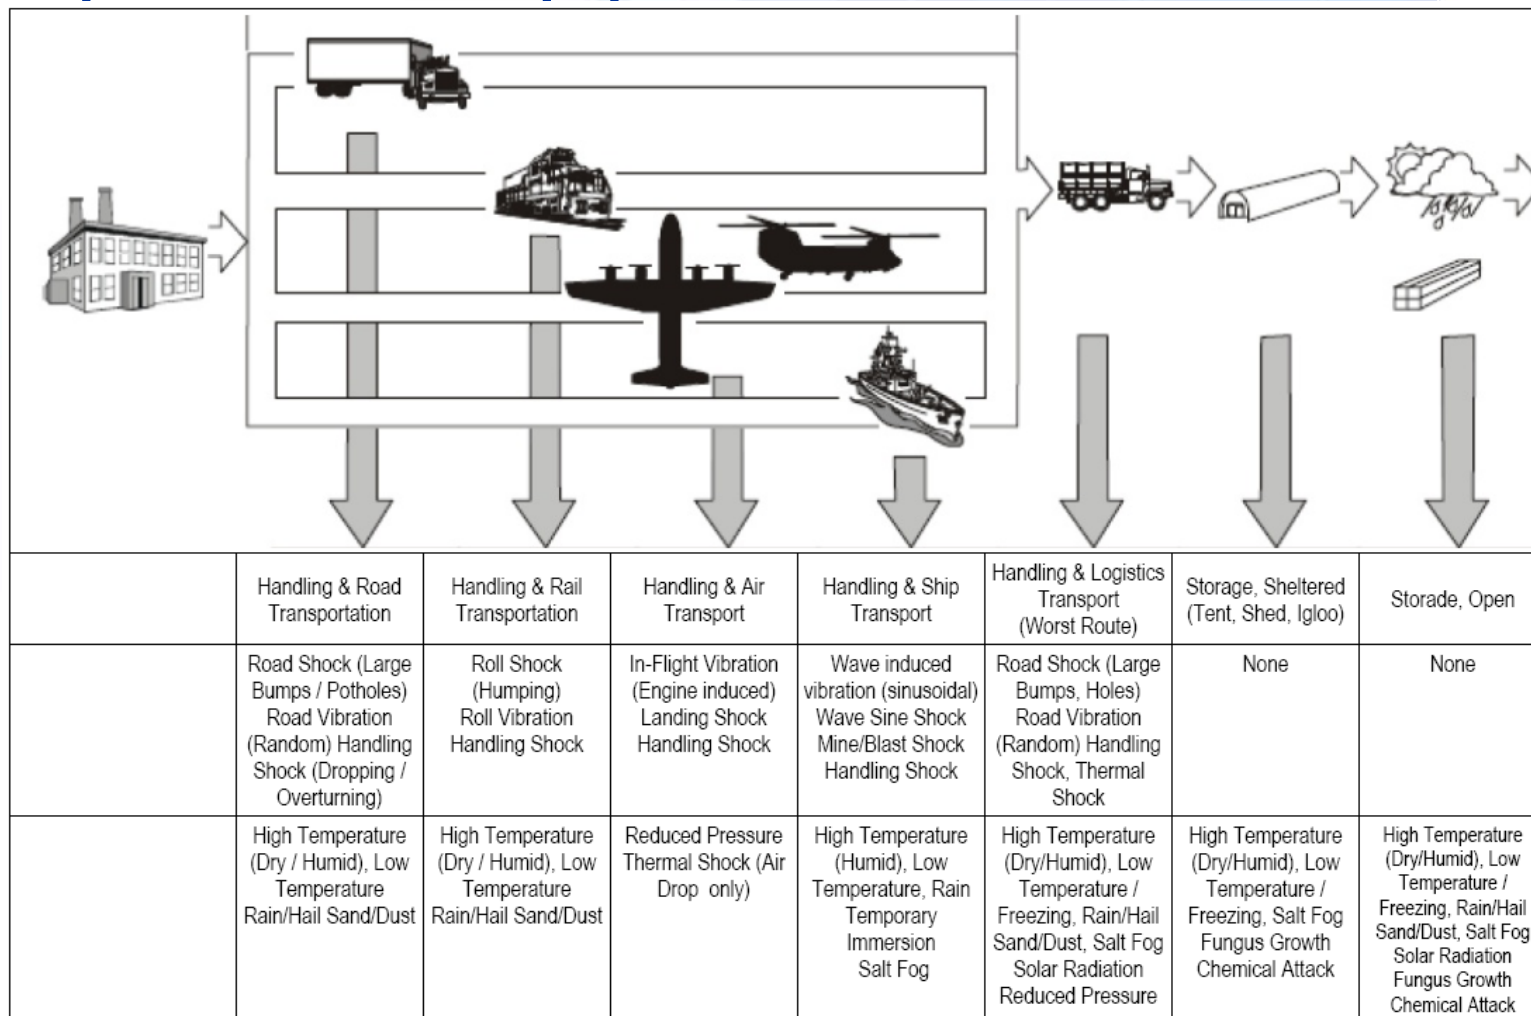 Handling & Road
Transportation
Handling & Rail
Transportation
Handling & Air
Transport
Handling & Ship
Transport
Handling & Logistics
Transport
(Worst Route)
Storage, Sheltered
(Tent, Shed, Igloo)
Storade, Open
Road Shock (Large
Bumps / Potholes)
Road Vibration
(Random) Handling
Shock (Dropping /
Overturning)
Roll Shock
(Humping)
Roll Vibration
Handling Shock
In-Flight Vibration
(Engine induced)
Landing Shock
Handling Shock
Wave induced
vibration (sinusoidal)
Wave Sine Shock
Mine/Blast Shock
Handling Shock
Road Shock (Large
Bumps, Holes)
Road Vibration
(Random) Handling
Shock, Thermal
Shock
None
None
High Temperature
(Dry / Humid), Low
Temperature
Rain/Hail Sand/Dust
High Temperature
(Dry / Humid), Low
Temperature
Rain/Hail Sand/Dust
Reduced Pressure
Thermal Shock (Air
Drop only)
High Temperature
(Humid), Low
Temperature, Rain
Temporary
Immersion
Salt Fog
High Temperature
(Dry/Humid), Low
Temperature /
Freezing, Rain/Hail
Sand/Dust, Salt Fog
Solar Radiation
Reduced Pressure
High Temperature
(Dry/Humid), Low
Temperature /
Freezing, Salt Fog
Fungus Growth
Chemical Attack
High Temperature
(Dry/Humid), Low
Temperature /
Freezing, Rain/Hail
Sand/Dust, Salt Fog
Solar Radiation
Fungus Growth
Chemical Attack